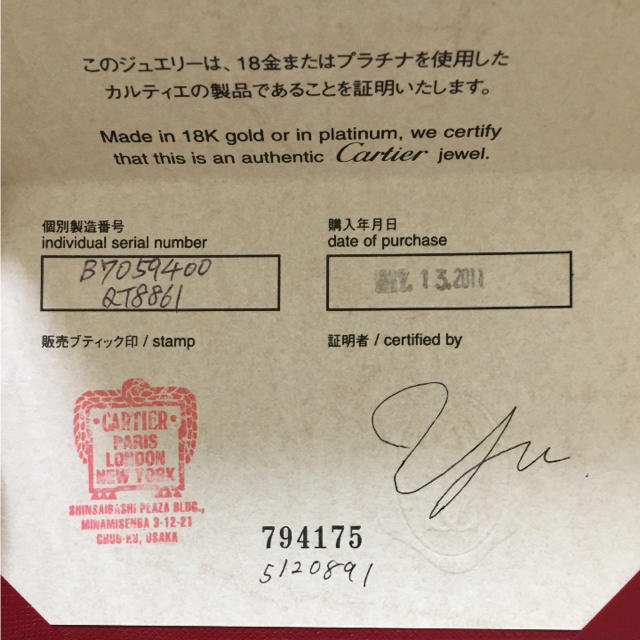 このジュエリーは、18金またはプラチナを使用した
カルティエの製品であることを証明いたします。
Made in 18K gold or in platinum, we certify
that this is an authentic Cartier jewel.
個別製造番号
individual serial number
B7059400
QT8861
購入年月日
date of purchase
13.2011
販売ブティック印 / stamp
証明者 / certified by
CARTIER
PARIS
LONDON
NEW YORK
SHINSAIBASHI PLAZA BLDG.,
MINAMISENBA 3-12-21
CHUO-KU, OSAKA
794175
5120891